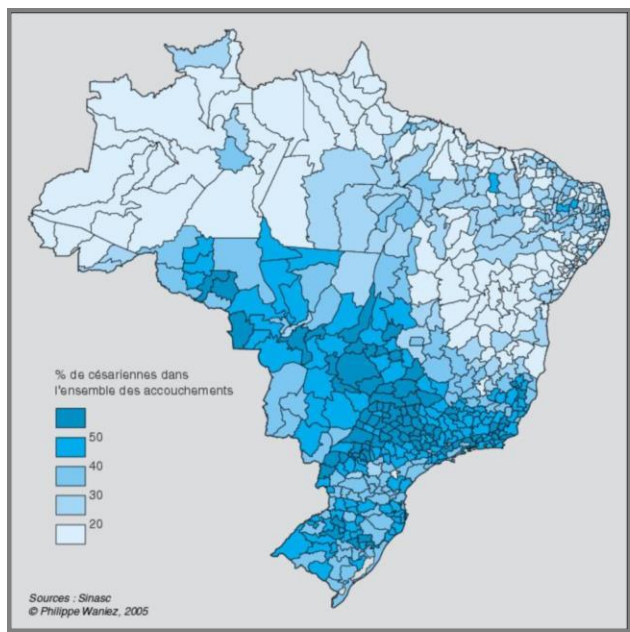 % de césariennes dans
l'ensemble des accouchements
50
40
30
20
Sources : Sinasc
© Philippe Waniez, 2005